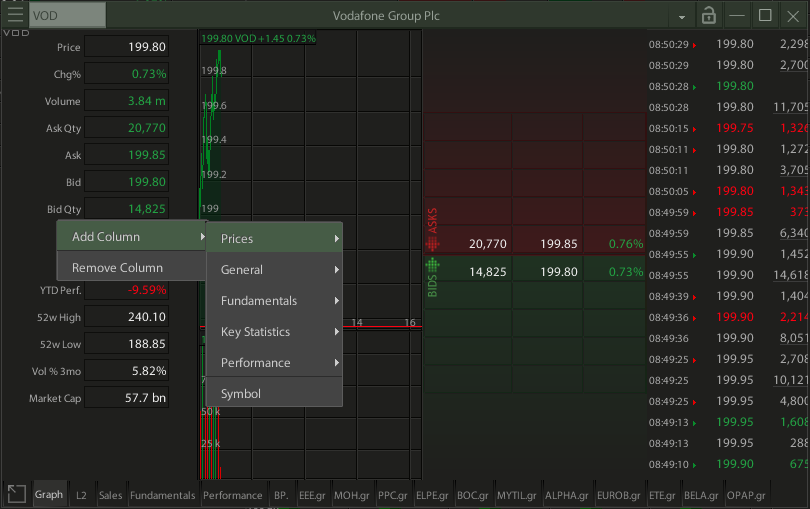 VOD
Vodafone Group Plc
VOD
Price 199.80
Chg% 0.73%
Volume 3.84 m
Ask Qty 20,770
Ask 199.85
Bid 199.80
Bid Qty 14,825
Add Column
Remove Column
YTD Perf. -9.59%
52w High 240.10
52w Low 188.85
Vol % 3mo 5.82%
Market Cap 57.7 bn
Prices
General
Fundamentals
Key Statistics
Performance
Symbol
199.80 VOD +1.45 0.73%
199.8
199.6
199.4
199.2
199
14 16
50 k
25 k
ASKS
20,770 199.85 0.76%
BIDS
14,825 199.80 0.73%
08:50:29 199.80 2,298
08:50:29 199.80 2,700
08:50:28 199.80
08:50:28 199.80 11,705
08:50:15 199.75 1,326
08:50:11 199.80 1,272
08:50:11 199.80 3,705
08:50:05 199.80 1,343
08:49:59 199.85 373
08:49:59 199.85 6,340
08:49:55 199.90 1,452
08:49:55 199.90 14,618
08:49:39 199.90 1,404
08:49:36 199.90 2,214
08:49:36 199.90 8,051
08:49:25 199.95 2,708
08:49:25 199.95 10,121
08:49:25 199.95 4,800
08:49:13 199.95 1,608
08:49:13 199.95 288
08:49:10 199.90 675
Graph L2 Sales Fundamentals Performance BP. EEE.gr MOH.gr PPC.gr ELPE.gr BOC.gr MYTIL.gr ALPHA.gr EUROB.gr ETE.gr BELA.gr OPAP.gr